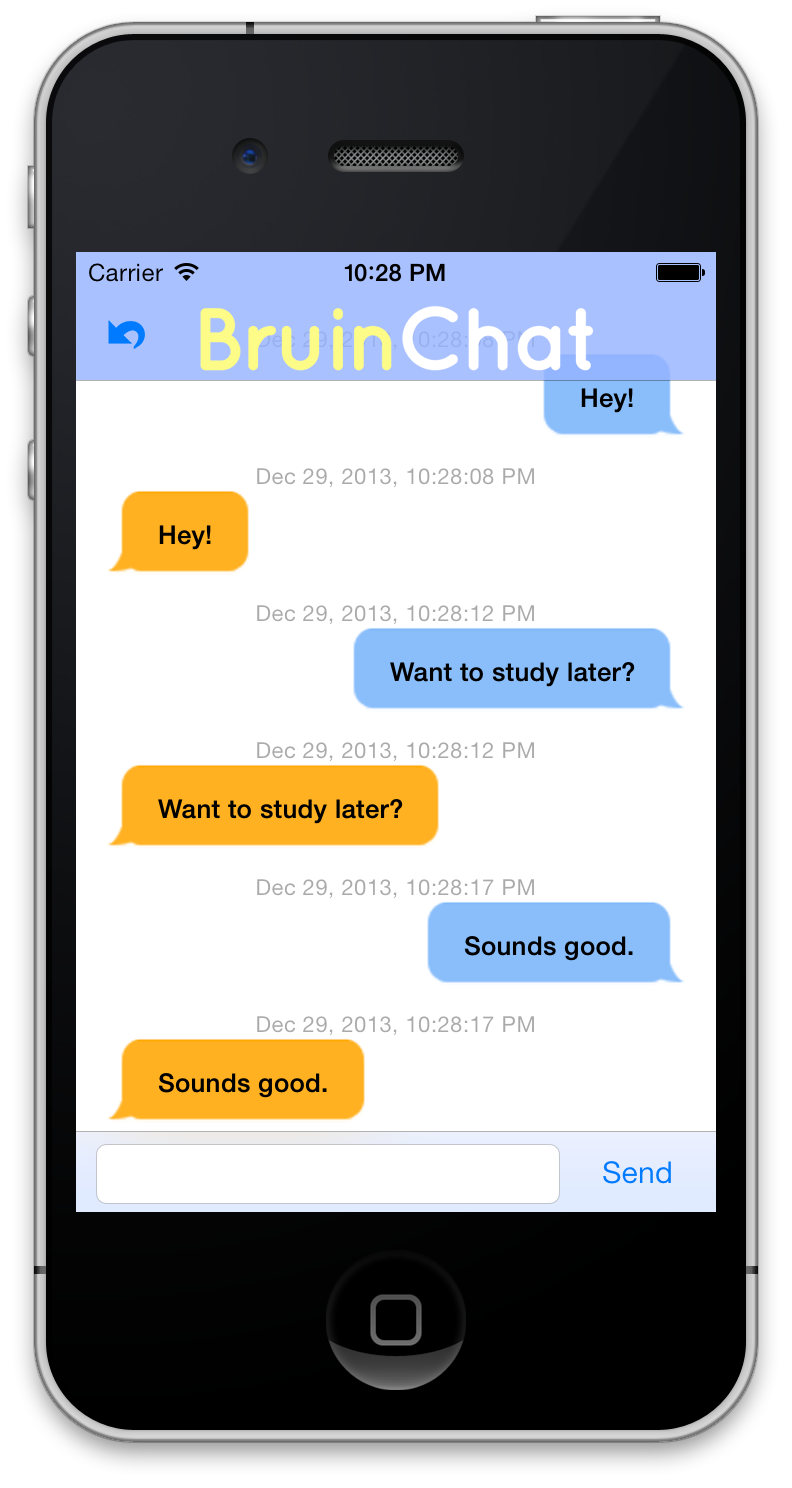 Carrier 10:28 PM
BruinChat
Hey!
Dec 29, 2013, 10:28:08 PM
Hey!
Dec 29, 2013, 10:28:12 PM
Want to study later?
Dec 29, 2013, 10:28:12 PM
Want to study later?
Dec 29, 2013, 10:28:17 PM
Sounds good.
Dec 29, 2013, 10:28:17 PM
Sounds good.
Send